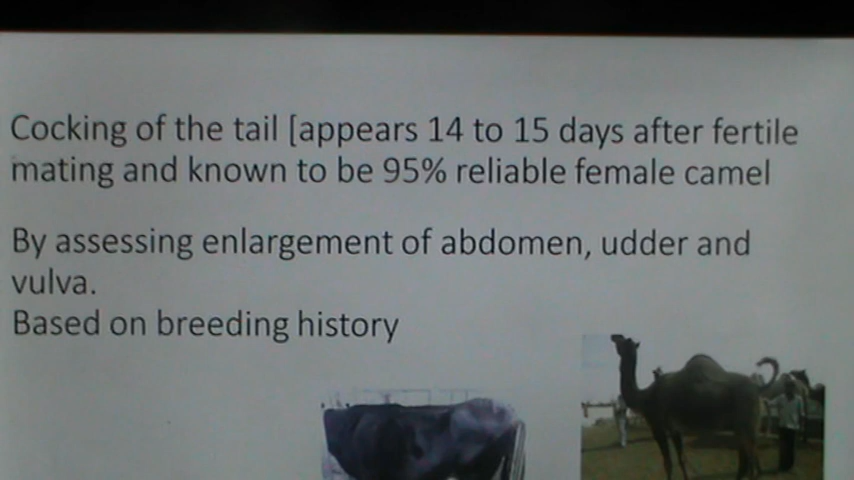 Cocking of the tail [appears 14 to 15 days after fertile
mating and known to be 95% reliable female camel
By assessing enlargement of abdomen, udder and
vulva.
Based on breeding history